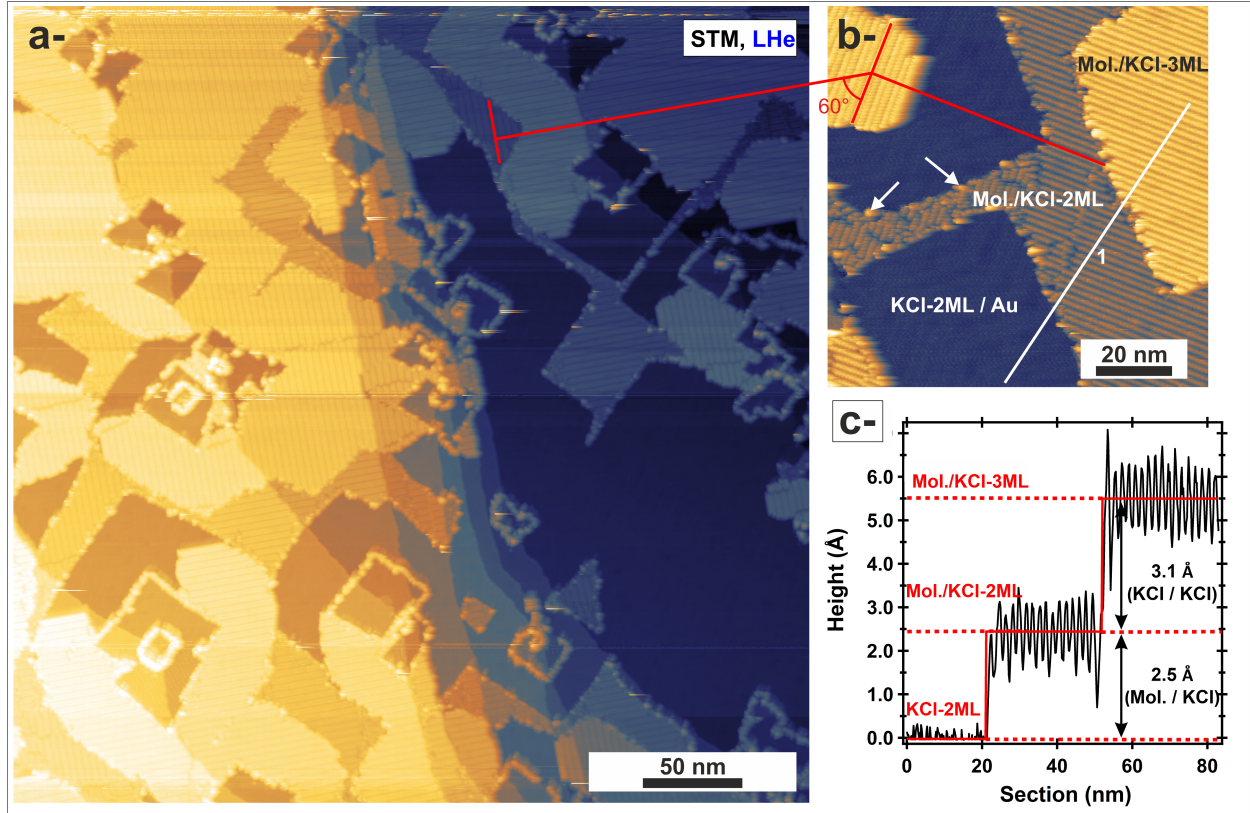 a-
STM, LHe
50 nm
b-
Mol./KCl-3ML
60°
Mol./KCl-2ML
1
KCl-2ML / Au
20 nm
c-
Height (Å)
6.0
5.0
4.0
3.0
2.0
1.0
0.0
Mol./KCl-3ML
Mol./KCl-2ML
KCl-2ML
3.1 Å
(KCl / KCl)
2.5 Å
(Mol. / KCl)
0 20 40 60 80
Section (nm)